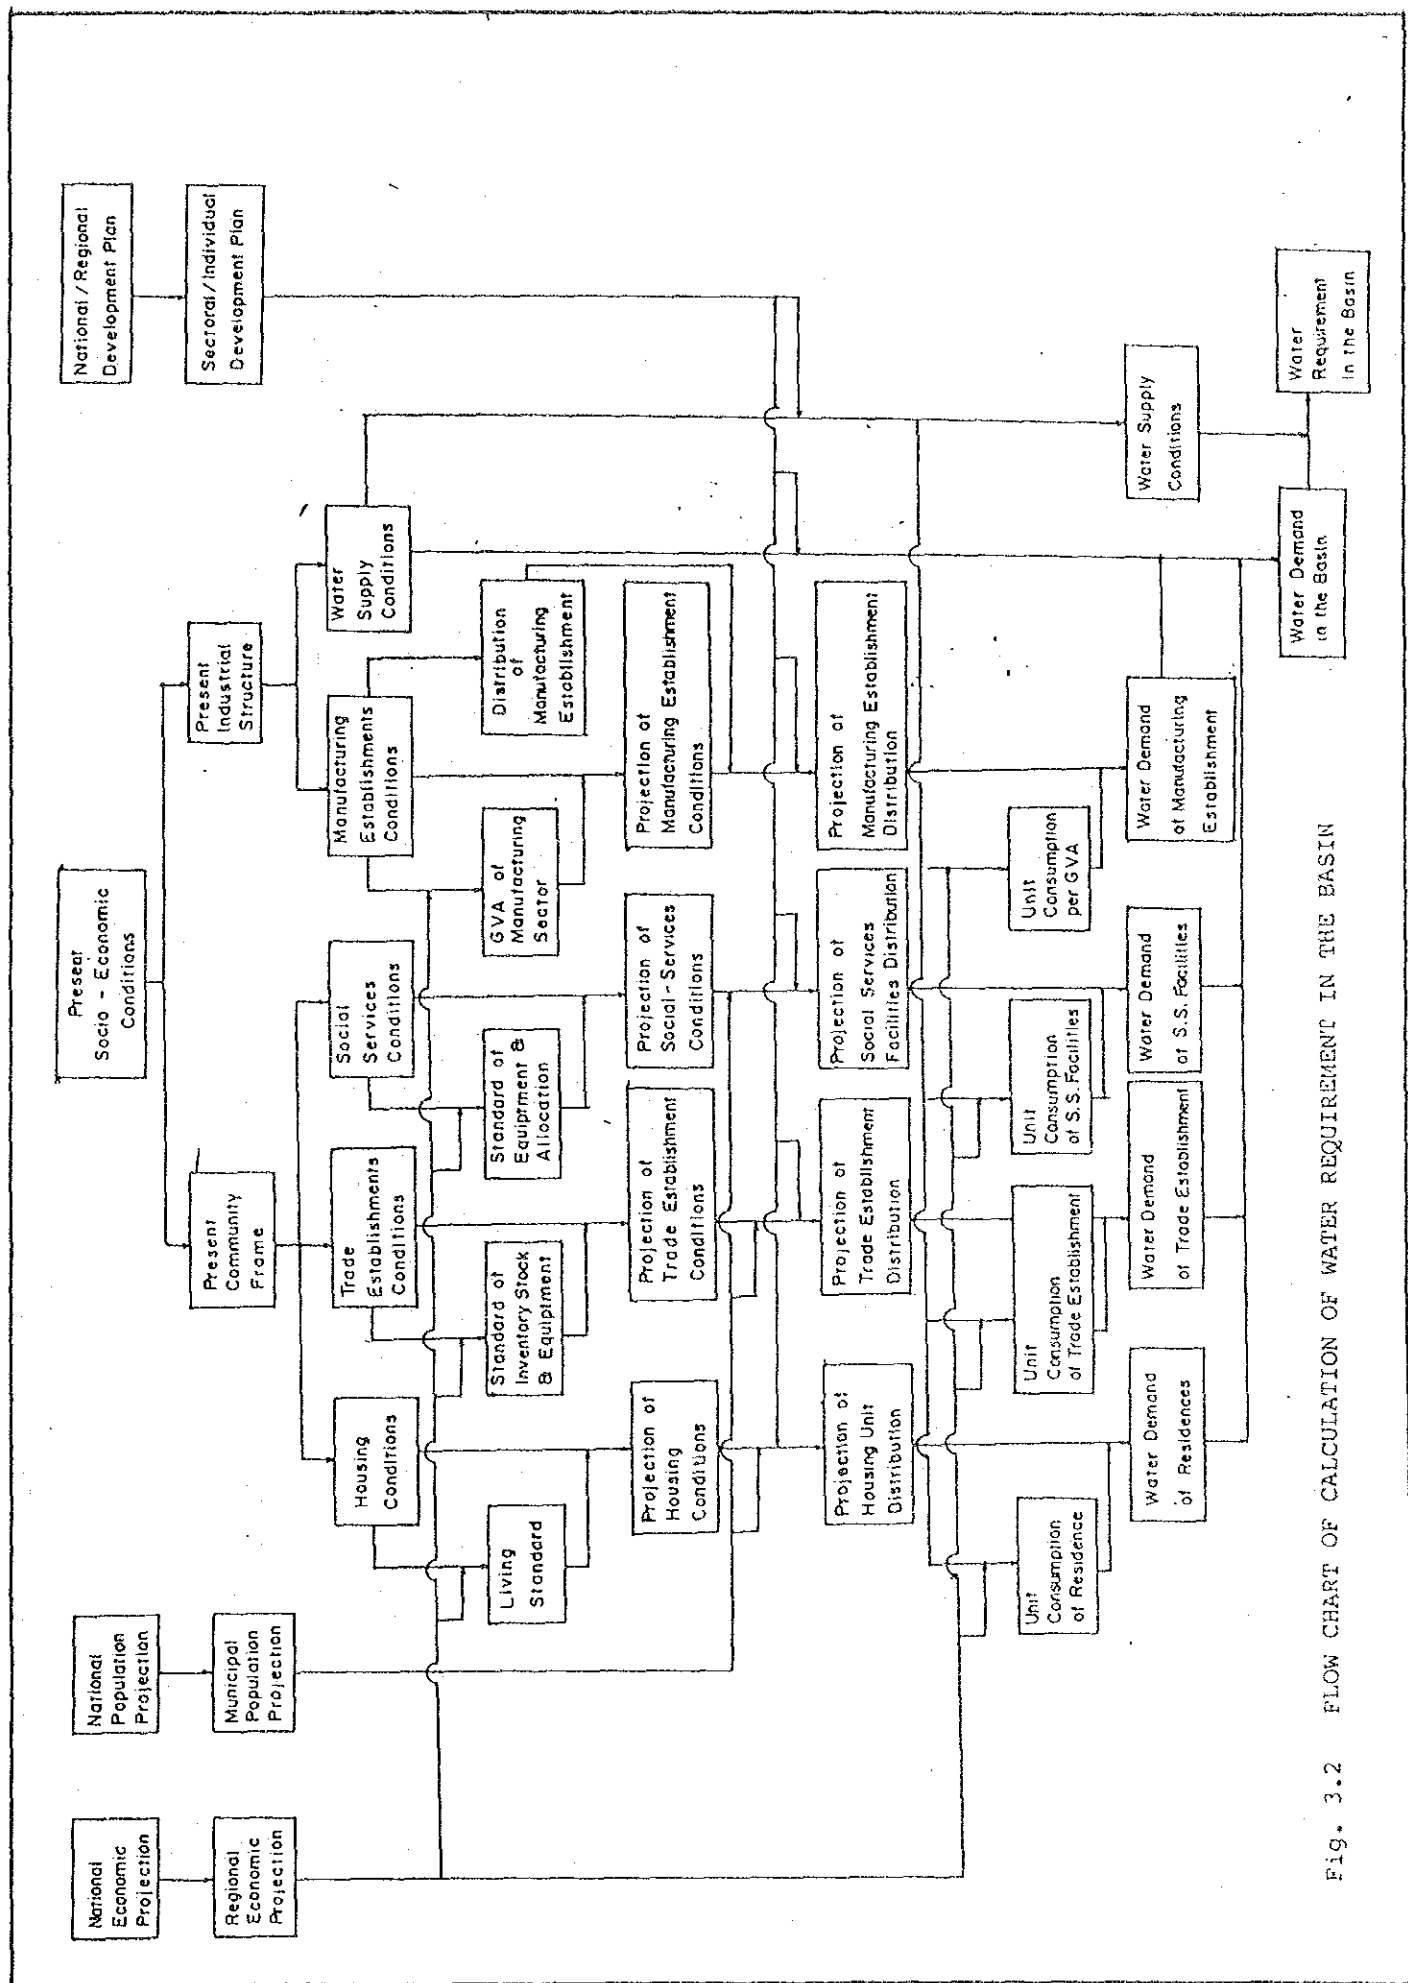 National
Economic
Projection
National
Population
Projection
Present
Socio - Economic
Conditions
National / Regional
Development Plan
Regional
Economic
Projection
Municipal
Population
Projection
Present
Community
Frame
Present
Industrial
Structure
Sectoral / Individual
Development Plan
Housing
Conditions
Trade
Establishments
Conditions
Social
Services
Conditions
Manufacturing
Establishments
Conditions
Water
Supply
Conditions
Living
Standard
Standard of
Inventory Stock
& Equiptment
Standard of
Equiptment &
Allocation
GVA of
Manufacturing
Sector
Distribution
of
Manufacturing
Establishment
Projection of
Housing
Conditions
Projection of
Trade Establishment
Conditions
Projection of
Social - Services
Conditions
Projection of
Manufacturing Establishment
Conditions
Projection of
Housing Unit
Distribution
Projection of
Trade Establishment
Distribution
Projection of
Social Services
Facilities Distribution
Projection of
Manufacturing Establishment
Distribution
Unit
Consumption
of Residence
Unit
Consumption
of Trade Establishment
Unit
Consumption
of S.S. Facilities
Unit
Consumption
per GVA
Water Demand
of Residences
Water Demand
of Trade Establishment
Water Demand
of S.S. Facilities
Water Demand
of Manufacturing
Establishment
Water Supply
Conditions
Water Demand
in the Basin
Water
Requirement
in the Basin
Fig. 3.2 FLOW CHART OF CALCULATION OF WATER REQUIREMENT IN THE BASIN